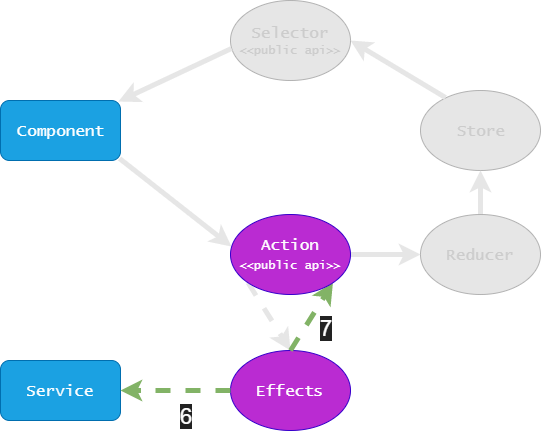 Selector
<<public api>>
Component
Store
Action
<<public api>>
Reducer
7
Service
Effects
6